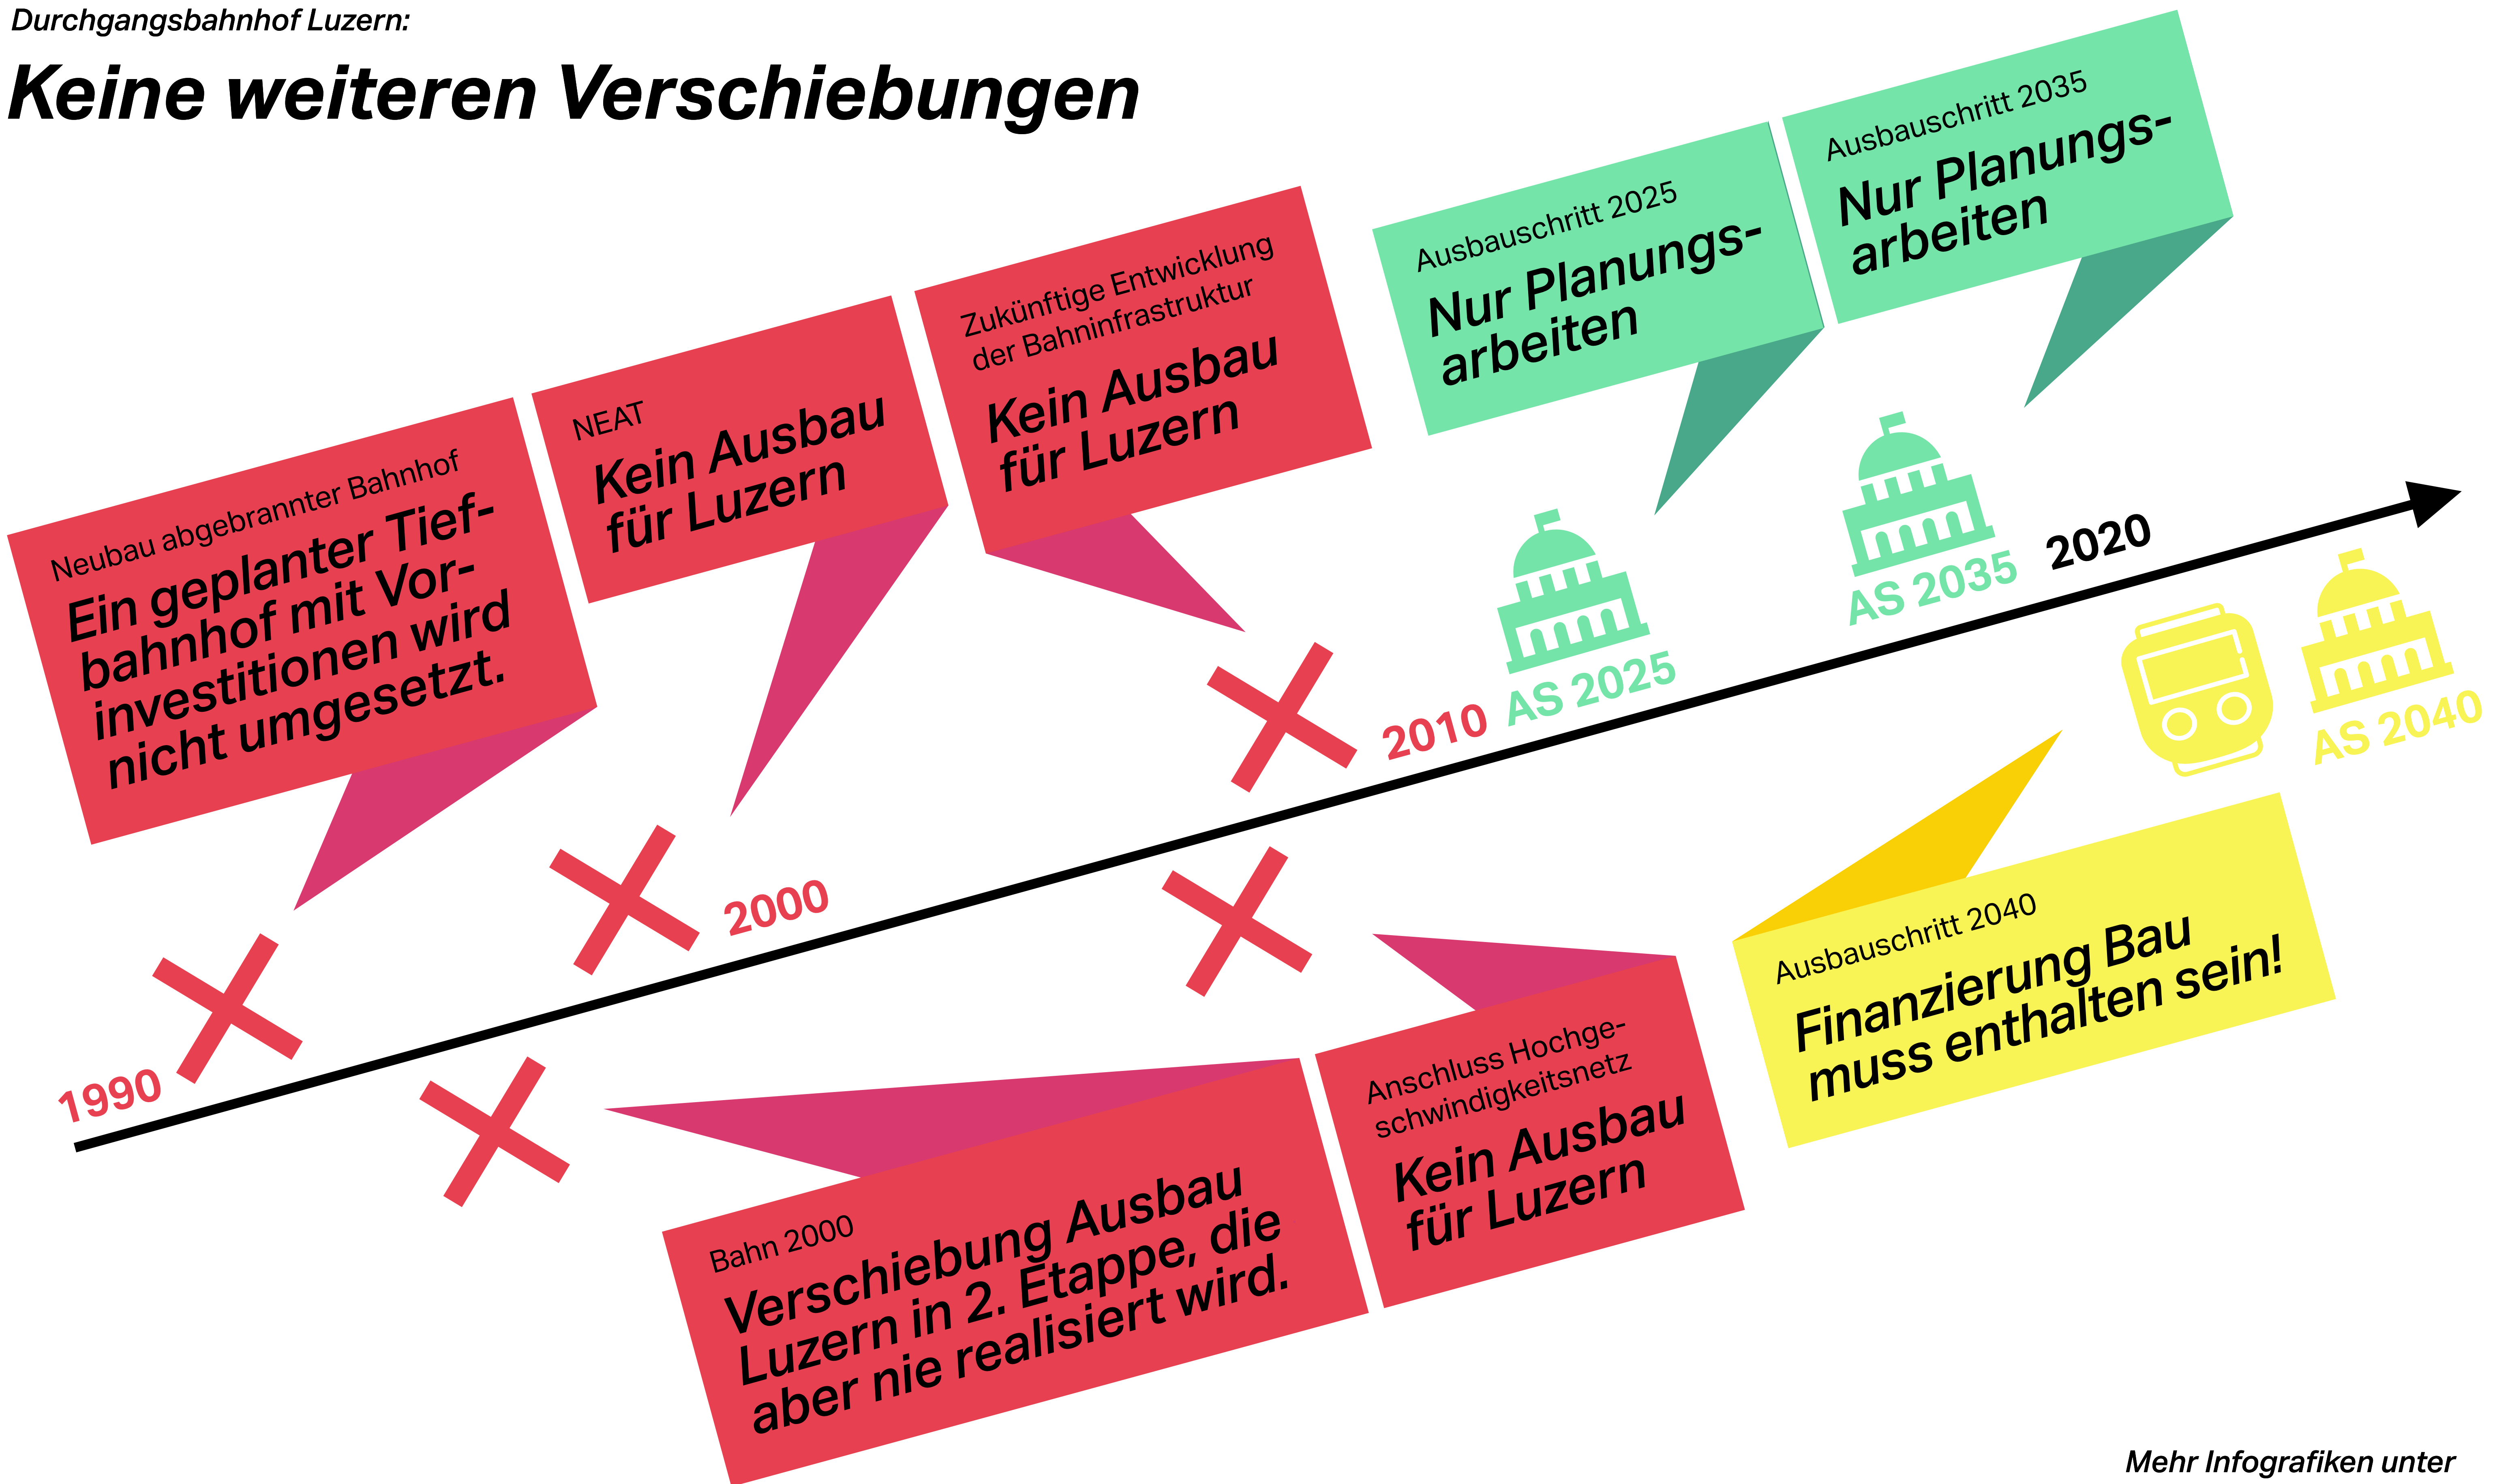 Durchgangsbahnhof Luzern:
Keine weiteren Verschiebungen
Neubau abgebrannter Bahnhof
Ein geplanter Tief-
bahnhof mit Vor-
investitionen wird
nicht umgesetzt.
NEAT
Kein Ausbau
für Luzern
Zukünftige Entwicklung
der Bahninfrastruktur
Kein Ausbau
für Luzern
Ausbauschritt 2025
Nur Planungs-
arbeiten
Ausbauschritt 2035
Nur Planungs-
arbeiten
1990
2000
2010
AS 2025
AS 2035
2020
AS 2040
Bahn 2000
Verschiebung Ausbau
Luzern in 2. Etappe, die
aber nie realisiert wird.
Anschluss Hochge-
schwindigkeitsnetz
Kein Ausbau
für Luzern
Ausbauschritt 2040
Finanzierung Bau
muss enthalten sein!
Mehr Infografiken unter